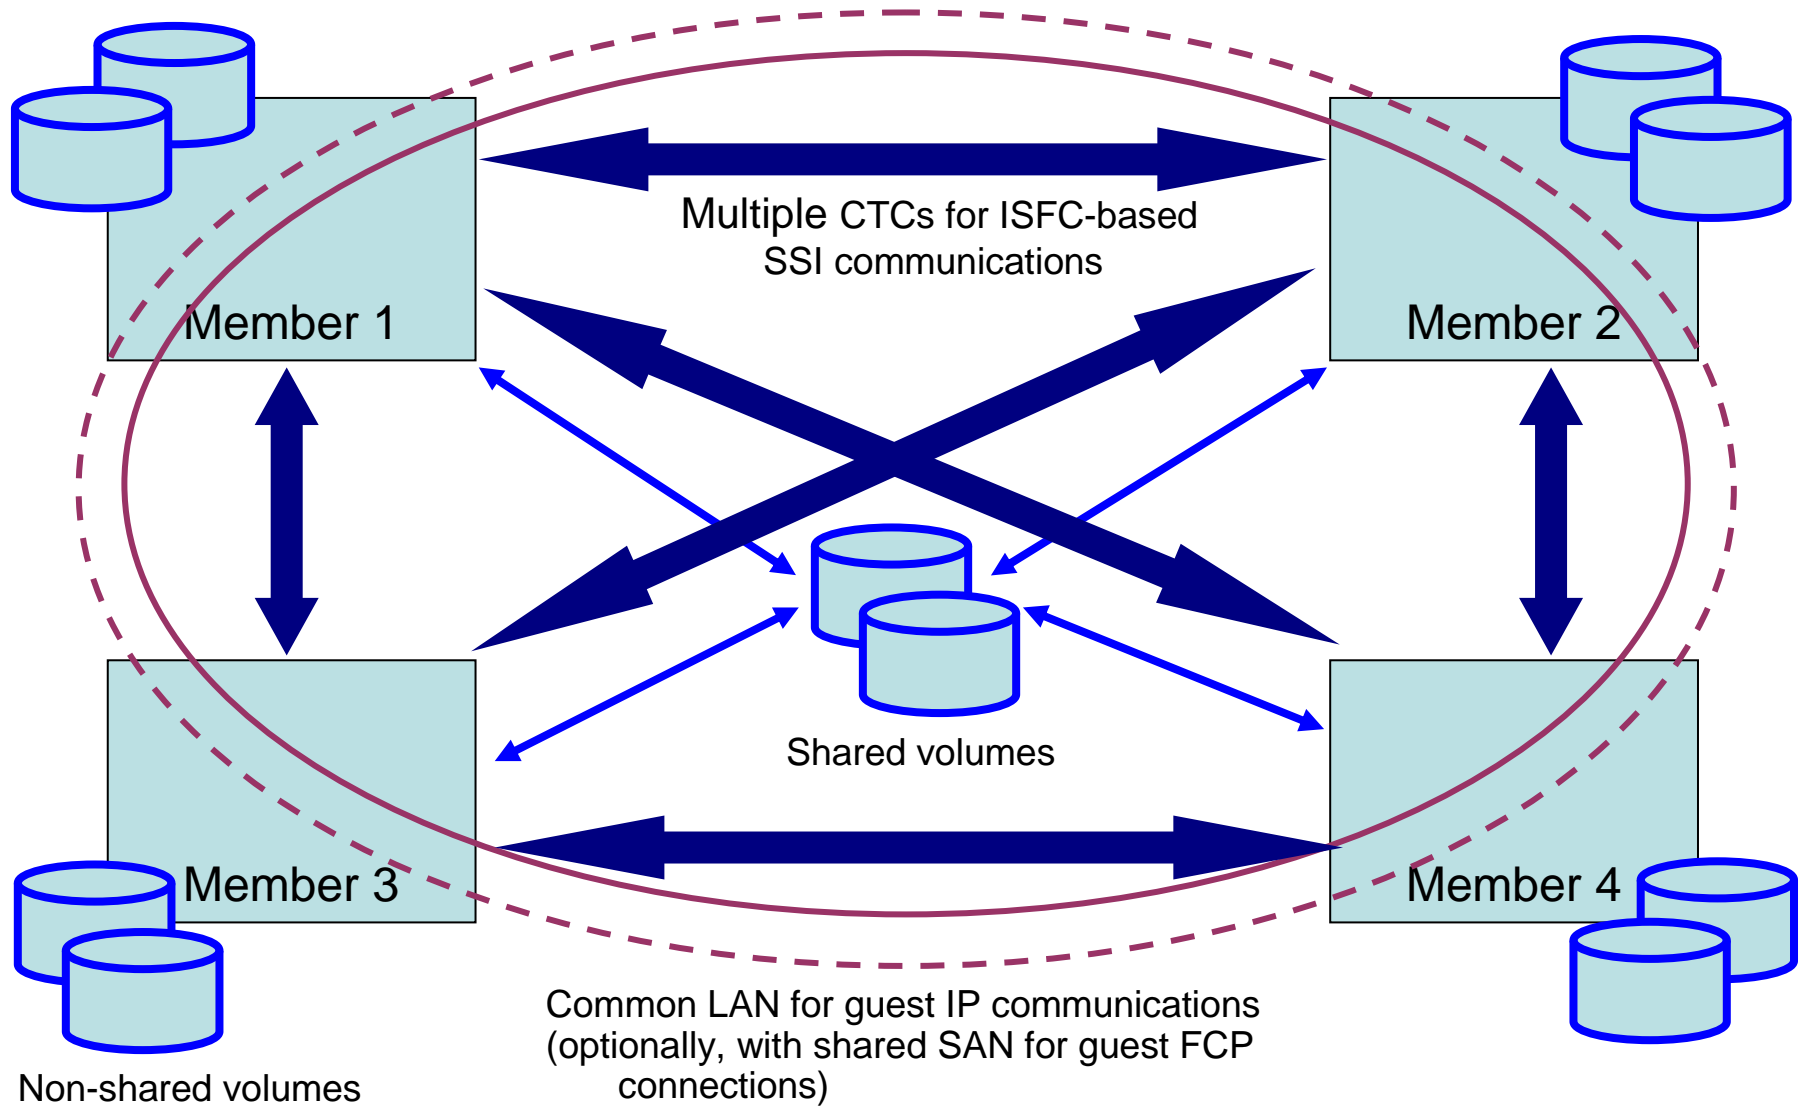 Multiple CTCs for ISFC-based
SSI communications
Member 1
Member 2
Shared volumes
Member 3
Member 4
Common LAN for guest IP communications
(optionally, with shared SAN for guest FCP
connections)
Non-shared volumes